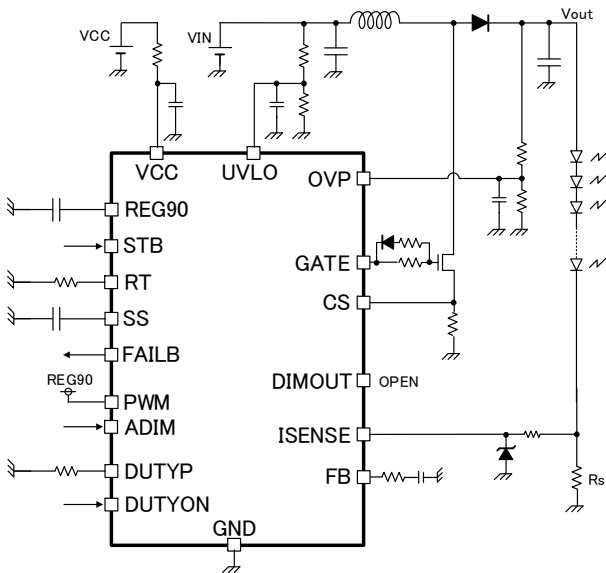 Vout
VCC
VIN
VCC
UVLO
OVP
REG90
STB
GATE
RT
CS
SS
FAILB
DIMOUT
OPEN
REG90
PWM
ADIM
ISENSE
DUTYP
FB
Rs
DUTYON
GND